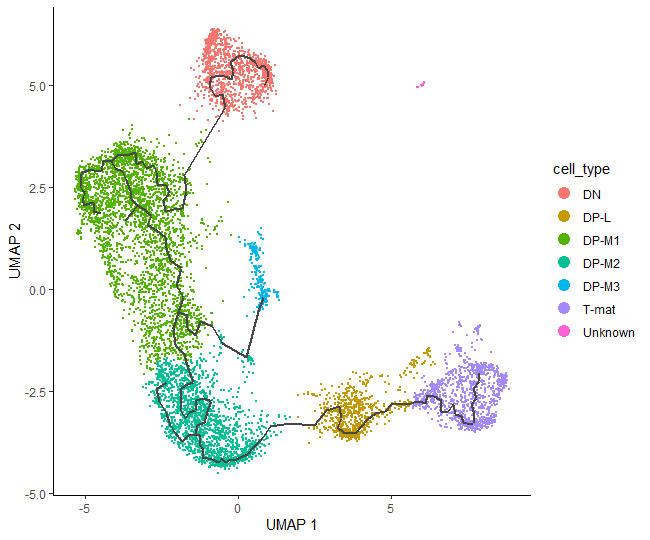 5.0
2.5
0.0
-2.5
-5.0
UMAP 2
-5
0
5
UMAP 1
cell_type
DN
DP-L
DP-M1
DP-M2
DP-M3
T-mat
Unknown